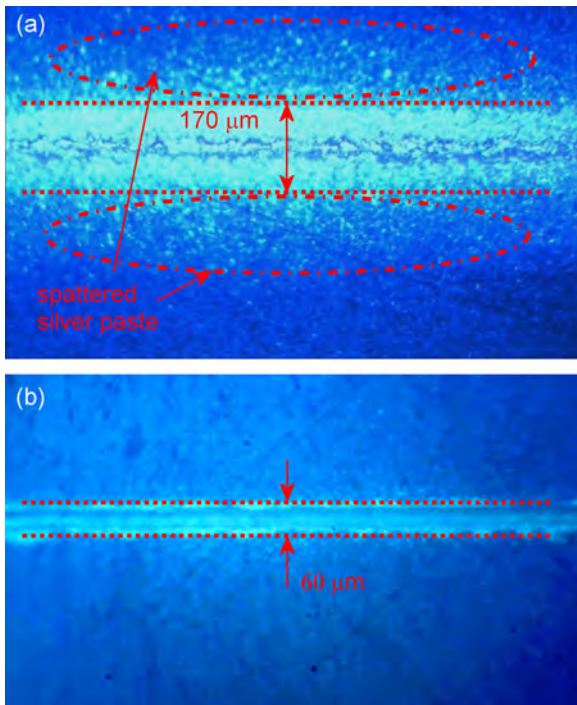 (a)
170 μm
spattered
silver paste
(b)
60 μm